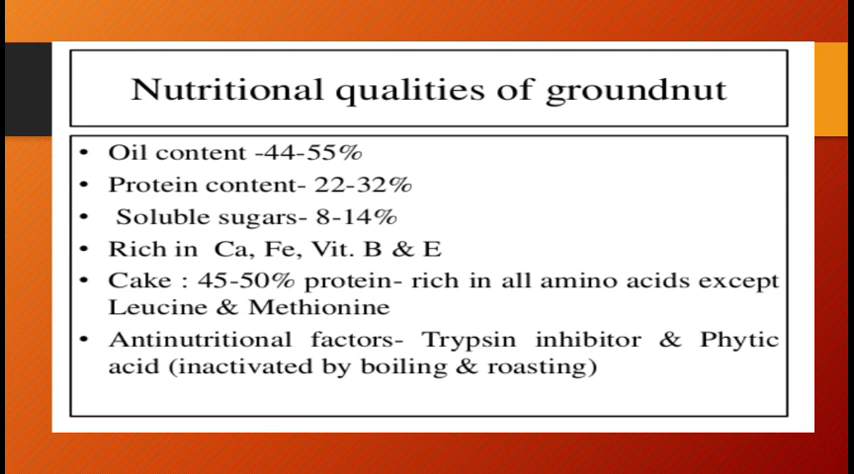 Nutritional qualities of groundnut
• Oil content -44-55%
• Protein content- 22-32%
• Soluble sugars- 8-14%
• Rich in Ca, Fe, Vit. B & E
• Cake : 45-50% protein- rich in all amino acids except
Leucine & Methionine
• Antinutritional factors- Trypsin inhibitor & Phytic
acid (inactivated by boiling & roasting)